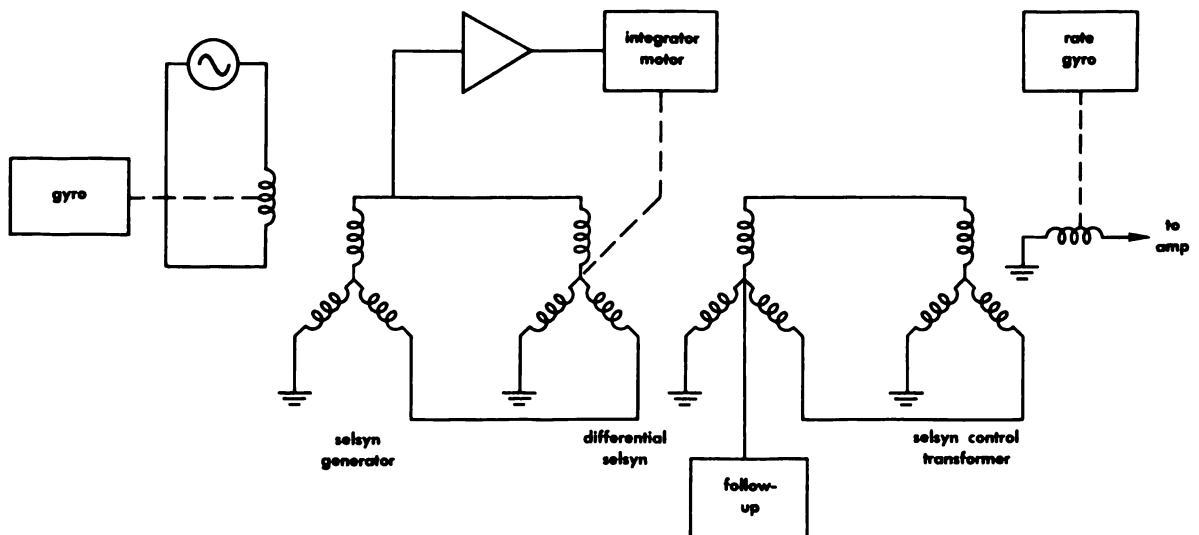 integrator
motor
rate
gyro
gyro
to
amp
selsyn
generator
differential
selsyn
selsyn control
transformer
follow-
up